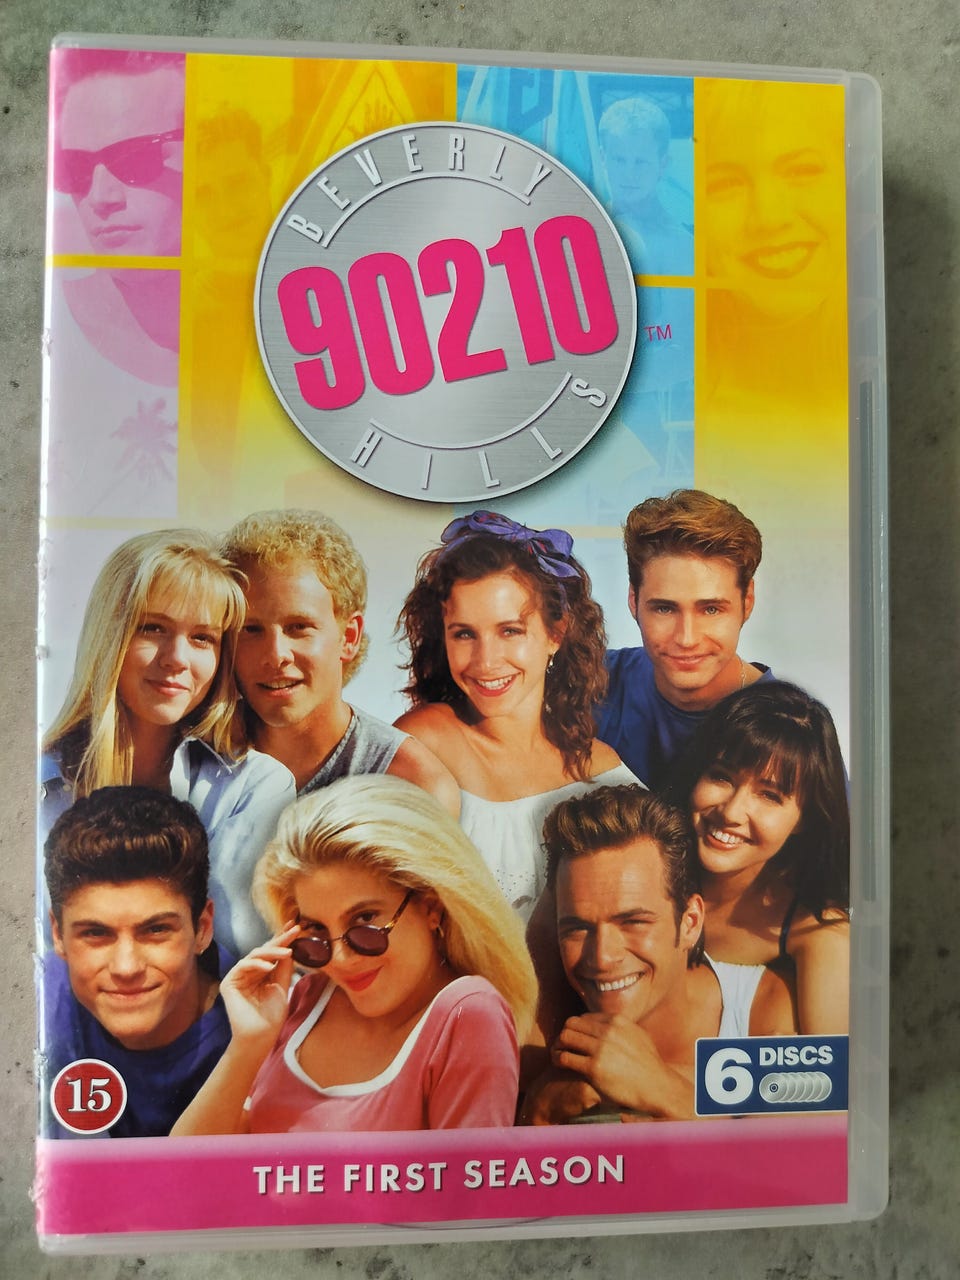 BEVERLY
90210
TM
HILLS
6 DISCS
15
THE FIRST SEASON